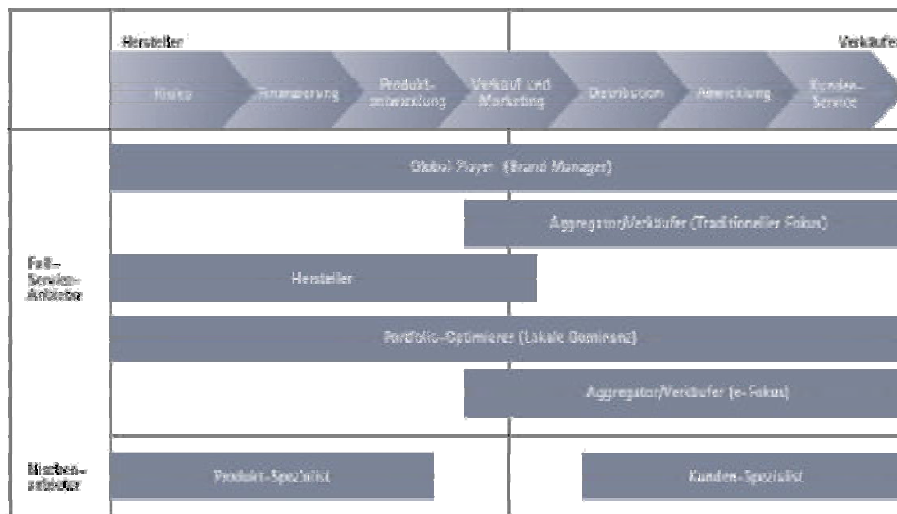 Hersteller
Verkäufer
Risiko
Finanzierung
Produkt-
entwicklung
Verkauf und
Marketing
Distribution
Abwicklung
Kunden-
Service
Global Player (Brand Manager)
Aggregator/Verkäufer (Traditioneller Fokus)
Full-
Service-
Anbieter
Hersteller
Portfolio-Optimierer (Lokale Dominanz)
Aggregator/Verkäufer (e-Fokus)
Nischen-
anbieter
Produkt-Spezialist
Kunden-Spezialist